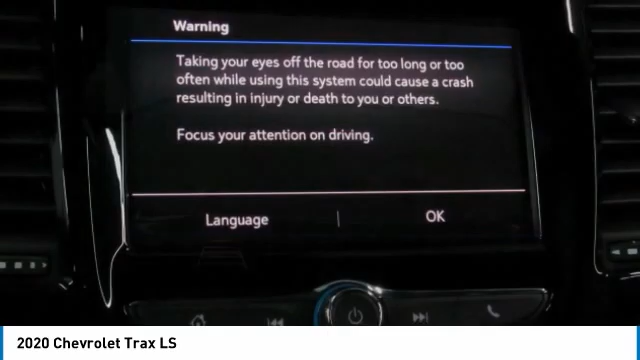 Warning
Taking your eyes off the road for too long or too
often while using this system could cause a crash
resulting in injury or death to you or others.
Focus your attention on driving.
Language | OK
2020 Chevrolet Trax LS